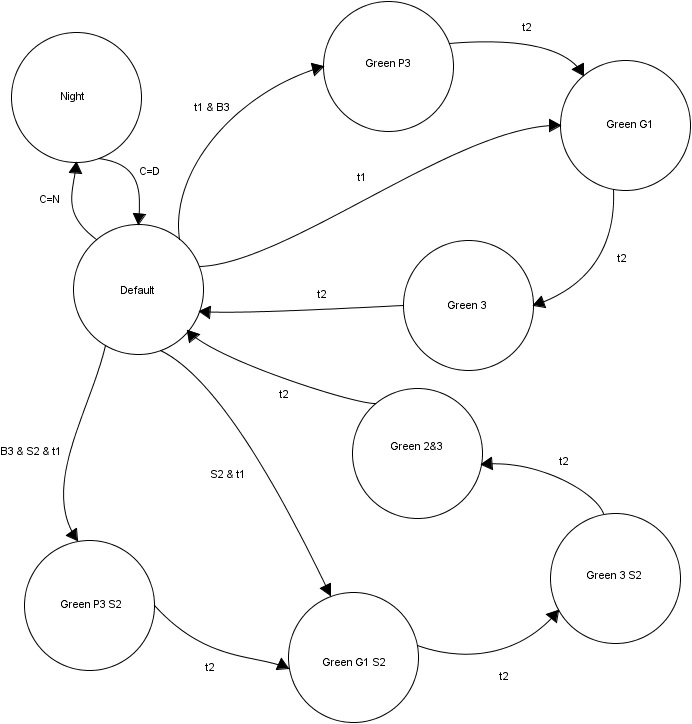 t2
Green P3
Night
t1 & B3
Green G1
C=D
t1
C=N
t2
Default
t2
Green 3
t2
Green 2&3
B3 & S2 & t1
S2 & t1
t2
Green 3 S2
Green P3 S2
Green G1 S2
t2
t2